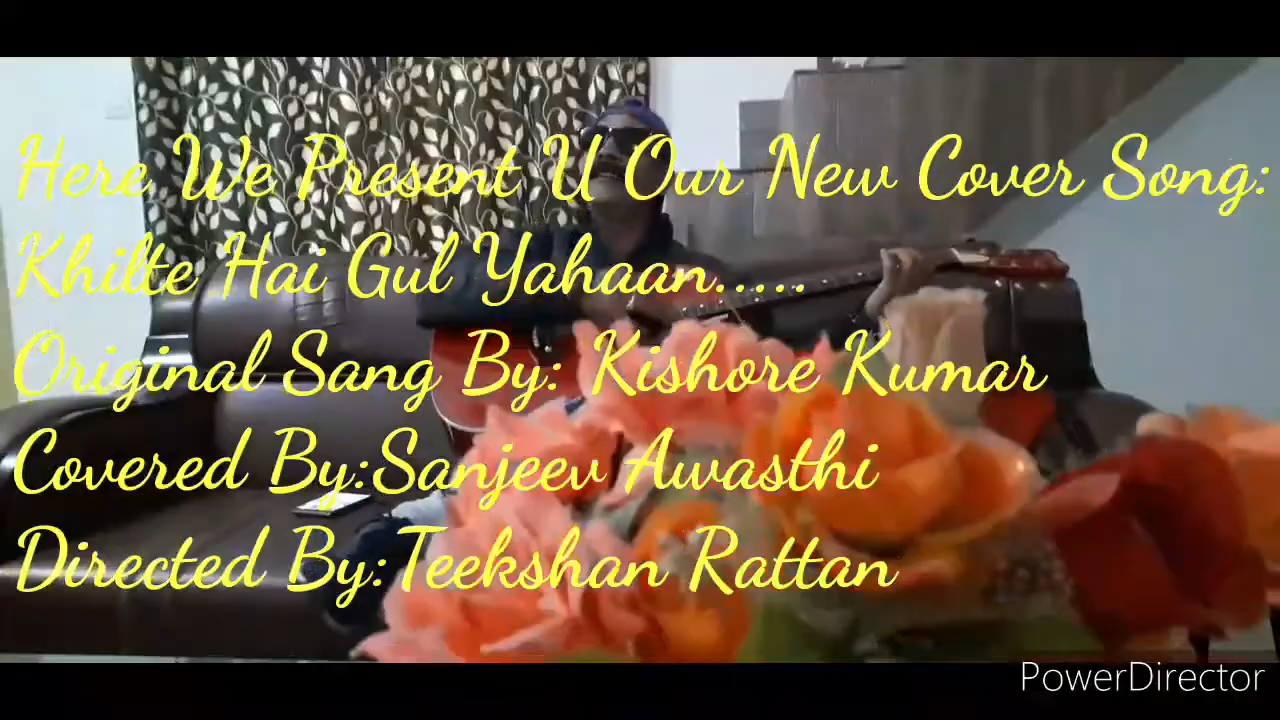 Here We Present U Our New Cover Song:
Khilte Hai Gul Yahaan.....
Original Sang By: Kishore Kumar
Covered By:Sanjeev Awasthi
Directed By:Teekshan Rattan
PowerDirector